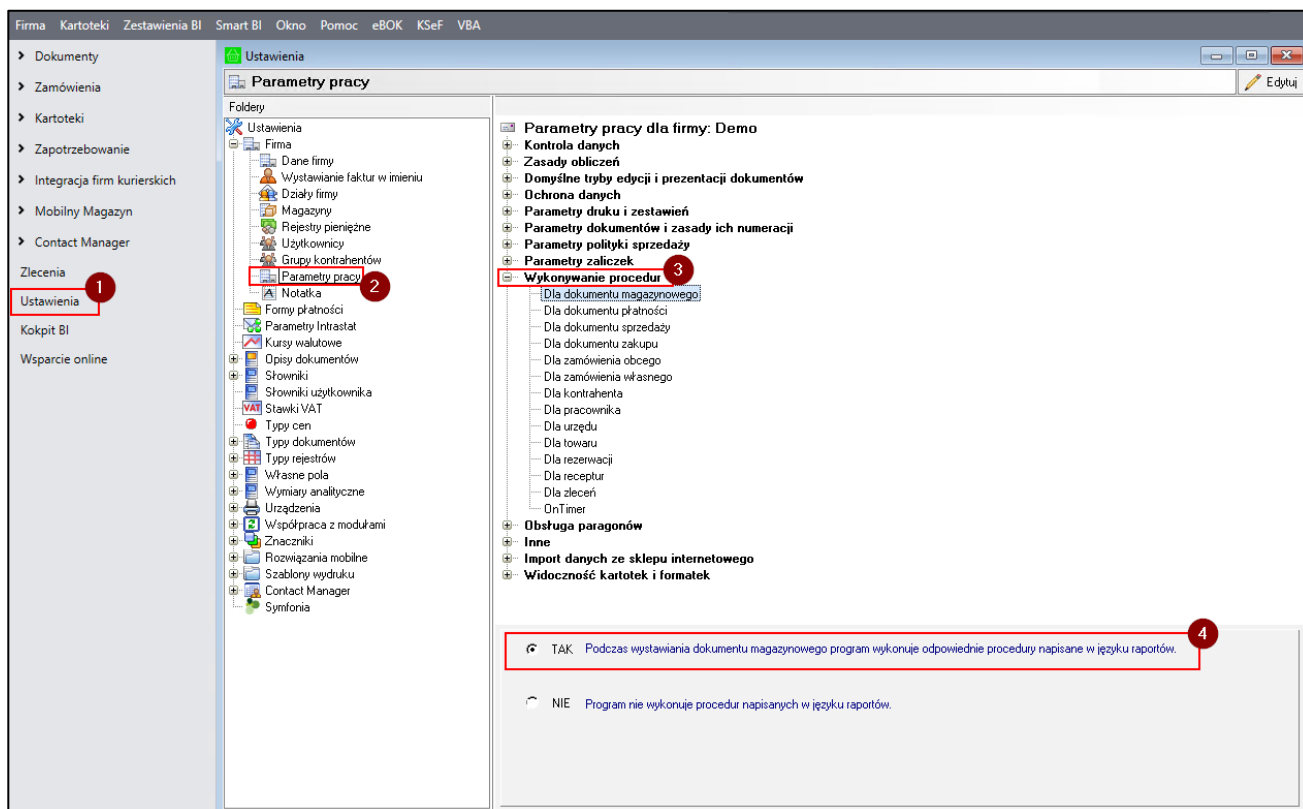 Firma Kartoteki Zestawienia BI Smart BI Okno Pomoc eBOK KSeF VBA
Dokumenty
Zamówienia
Kartoteki
Zapotrzebowanie
Integracja firm kurierskich
Mobilny Magazyn
Contact Manager
Zlecenia
1
Ustawienia
Kokpit BI
Wsparcie online
Ustawienia
Parametry pracy
Edytuj
Foldery
Ustawienia
Firma
Dane firmy
Wystawianie faktur w imieniu
Działy firmy
Magazyny
Rejestry pieniężne
Użytkownicy
Grupy kontrahentów
Parametry pracy
2
Notatka
Formy płatności
Parametry Intrastat
Kursy walutowe
Opisy dokumentów
Słowniki
Słowniki użytkownika
VAT Stawki VAT
Typy cen
Typy dokumentów
Typy rejestrów
Własne pola
Wymiary analityczne
Urządzenia
Współpraca z modułami
Znaczniki
Rozwiązania mobilne
Szablony wydruku
Contact Manager
Symfonia
Parametry pracy dla firmy: Demo
Kontrola danych
Zasady obliczeń
Domyślne tryby edycji i prezentacji dokumentów
Ochrona danych
Parametry druku i zestawień
Parametry dokumentów i zasady ich numeracji
Parametry polityki sprzedaży
Parametry zaliczek
Wykonywanie procedur
3
Dla dokumentu magazynowego
Dla dokumentu płatności
Dla dokumentu sprzedaży
Dla dokumentu zakupu
Dla zamówienia obcego
Dla zamówienia własnego
Dla kontrahenta
Dla pracownika
Dla urzędu
Dla towaru
Dla rezerwacji
Dla receptur
Dla zleceń
OnTimer
Obsługa paragonów
Inne
Import danych ze sklepu internetowego
Widoczność kartotek i formatek
4
TAK Podczas wystawiania dokumentu magazynowego program wykonuje odpowiednie procedury napisane w języku raportów.
NIE Program nie wykonuje procedur napisanych w języku raportów.